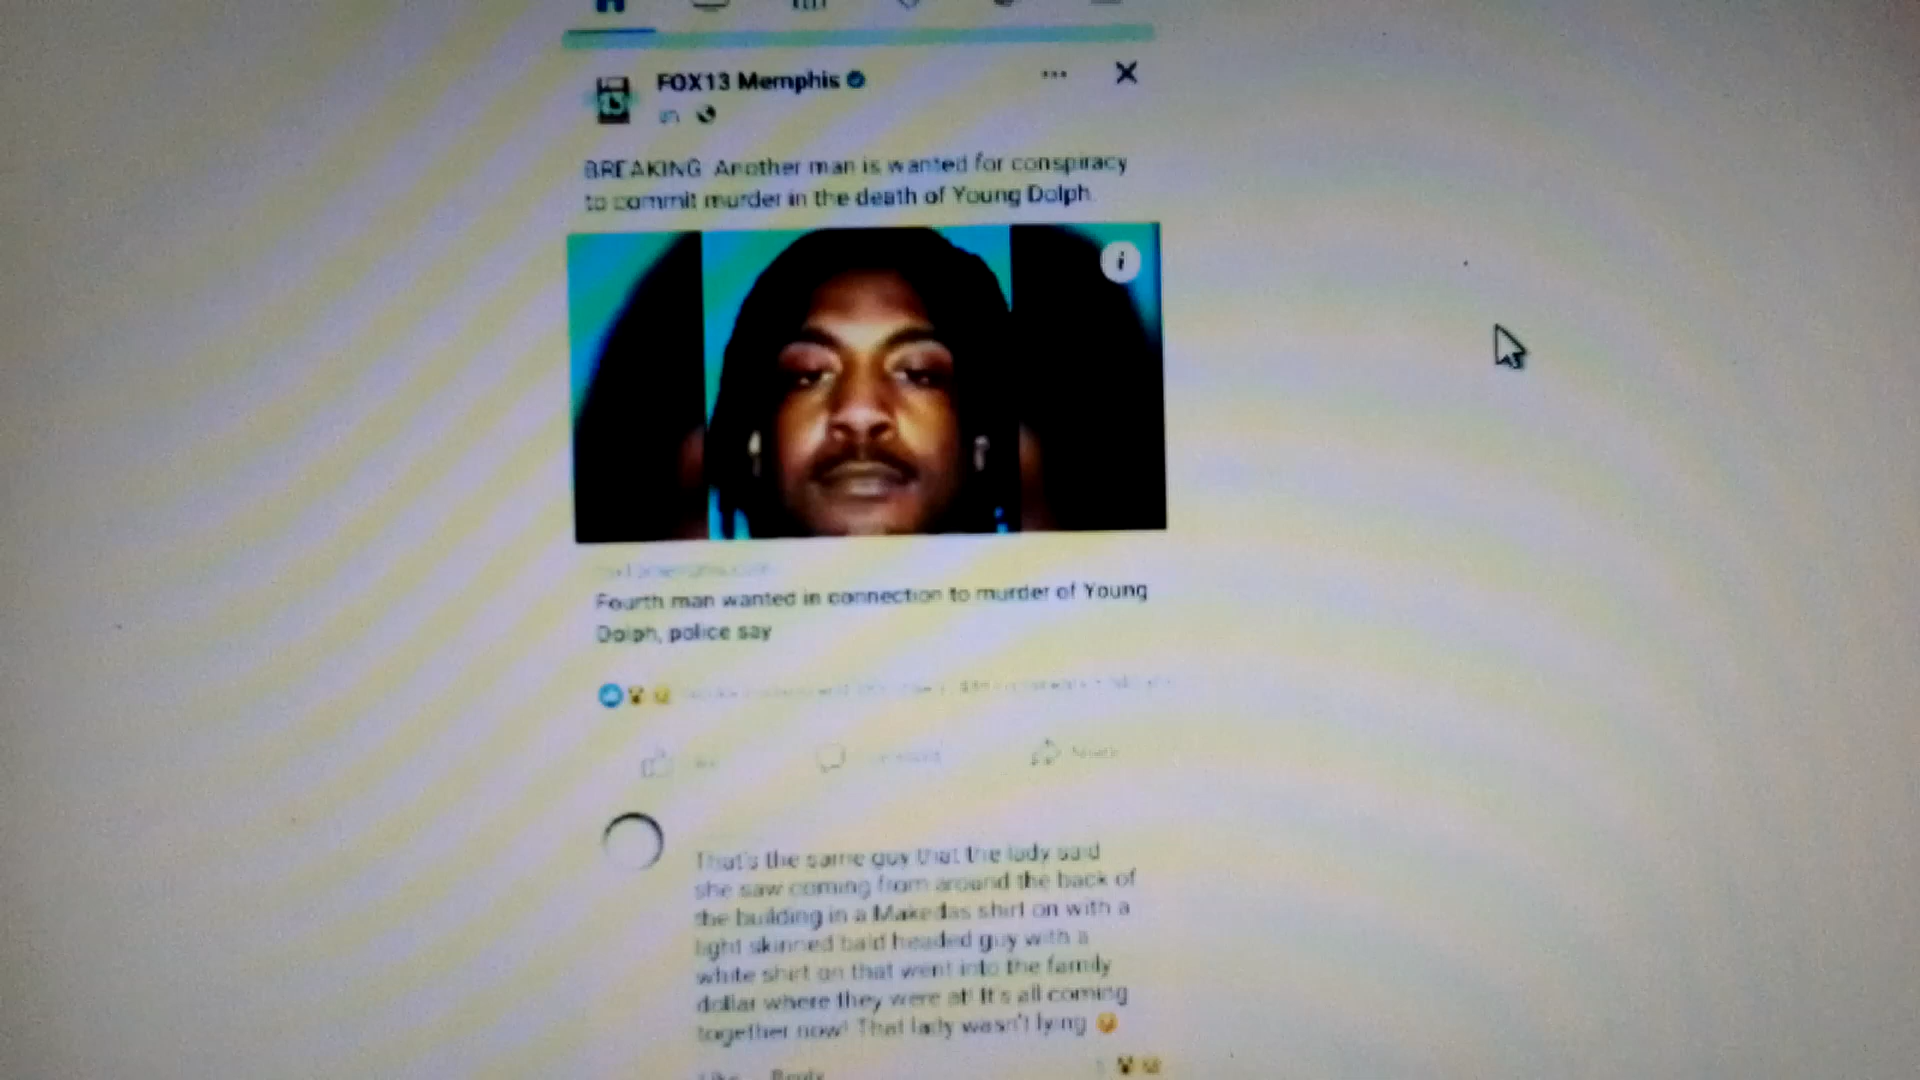 FOX13 Memphis
BREAKING Another man is wanted for conspiracy
to commit murder in the death of Young Dolph.
i
Fourth man wanted in connection to murder of Young
Dolph, police say
Share
That's the same guy that the lady said
she saw coming from around the back of
the building in a Makedas shirt on with a
light skinned bald headed guy with a
white shirt on that went into the family
dollar where they were at! It's all coming
together now! That lady wasn't lying
Like Reply